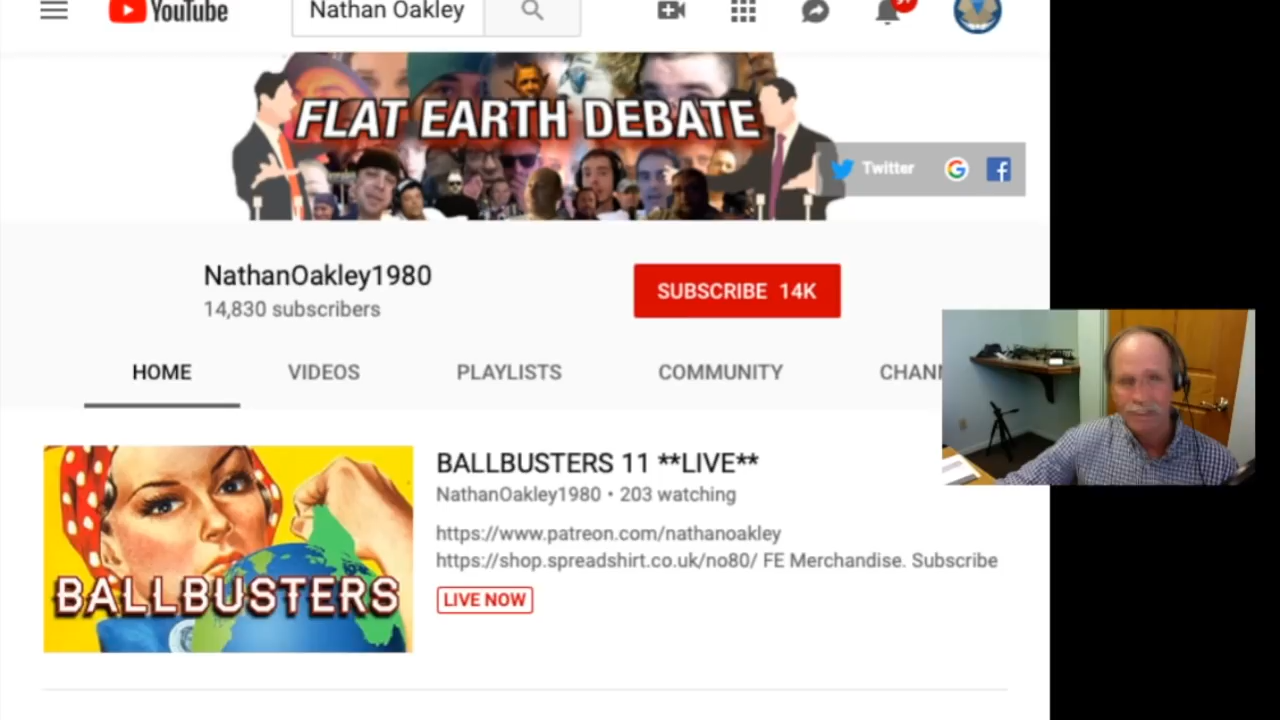 YouTube
Nathan Oakley
FLAT EARTH DEBATE
Twitter
NathanOakley1980
14,830 subscribers
SUBSCRIBE 14K
HOME VIDEOS PLAYLISTS COMMUNITY
BALLBUSTERS 11 **LIVE**
NathanOakley1980 • 203 watching
https://www.patreon.com/nathanoakley
https://shop.spreadshirt.co.uk/no80/ FE Merchandise. Subscribe
LIVE NOW
BALLBUSTERS